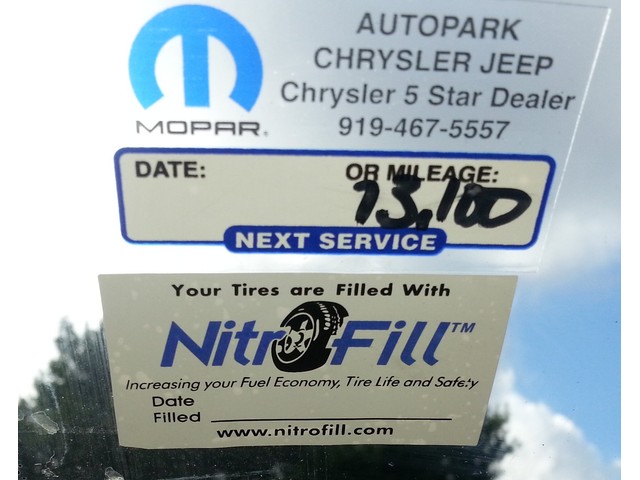 AUTOPARK
CHRYSLER JEEP
Chrysler 5 Star Dealer
919-467-5557
MOPAR®
DATE: OR MILEAGE:
73,100
NEXT SERVICE
Your Tires are Filled With
NitroFill™
Increasing your Fuel Economy, Tire Life and Safety
Date
Filled
www.nitrofill.com